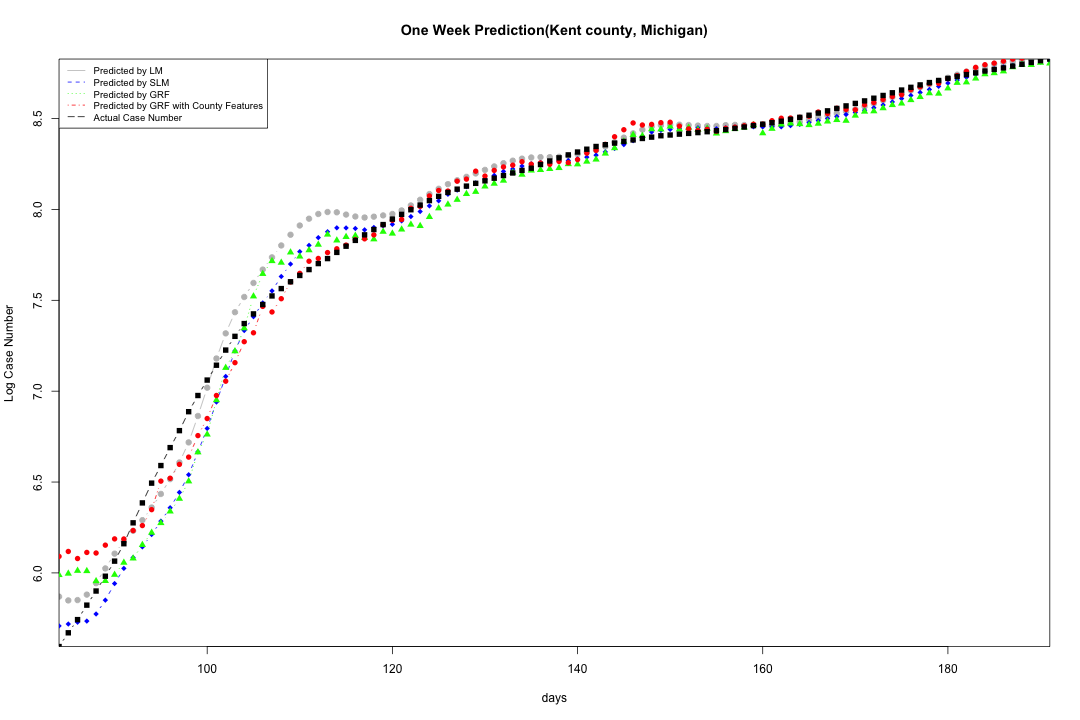 One Week Prediction(Kent county, Michigan)
Predicted by LM
Predicted by SLM
Predicted by GRF
Predicted by GRF with County Features
Actual Case Number
Log Case Number
8.5
8.0
7.5
7.0
6.5
6.0
100 120 140 160 180
days